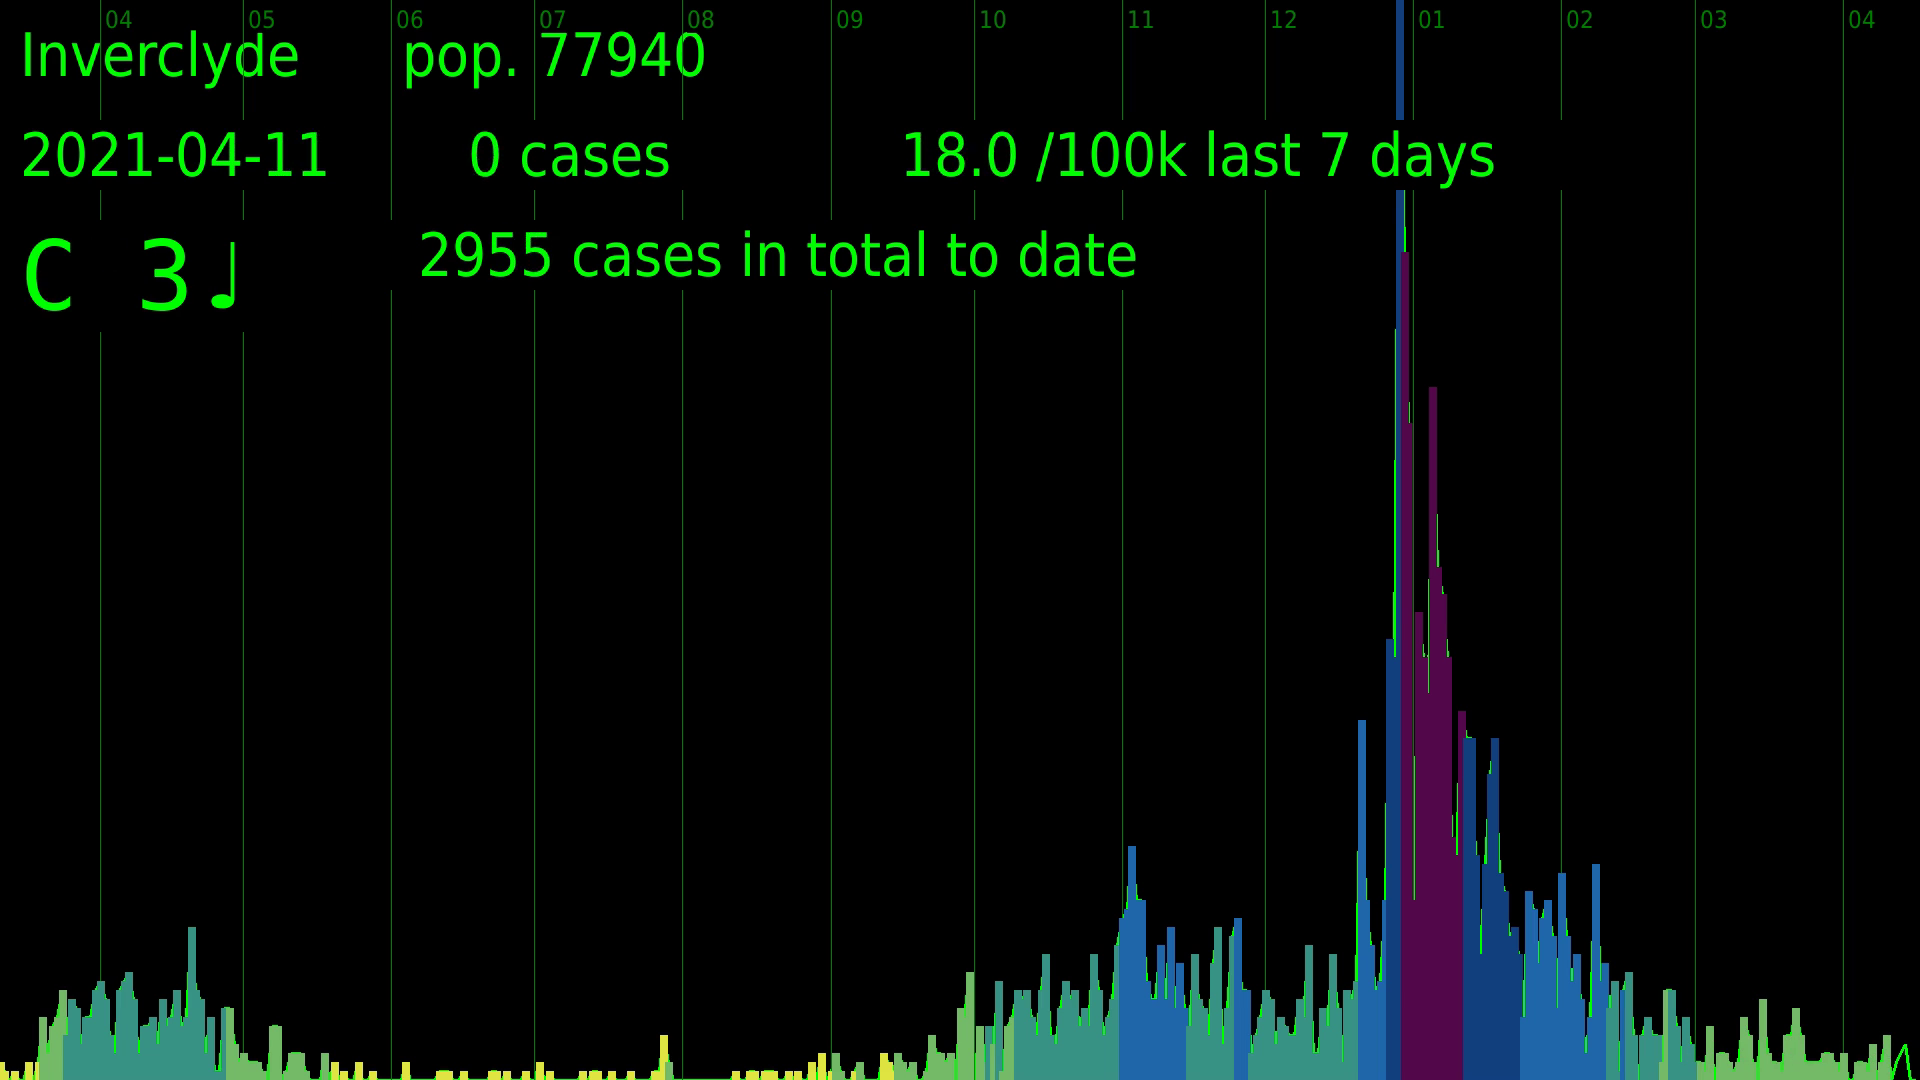 04 05 06 07 08 09 10 11 12 01 02 03 04
Inverclyde pop. 77940
2021-04-11 0 cases 18.0 /100k last 7 days
C 3♩ 2955 cases in total to date